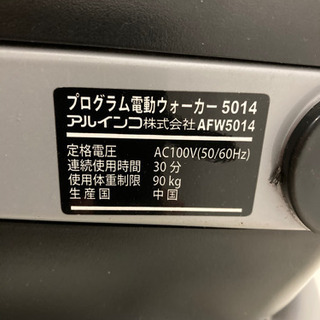 プログラム電動ウォーカー 5014
アルインコ株式会社 AFW5014
定格電圧 AC100V(50/60Hz)
連続使用時間 30 分
使用体重制限 90 kg
生産国 中国